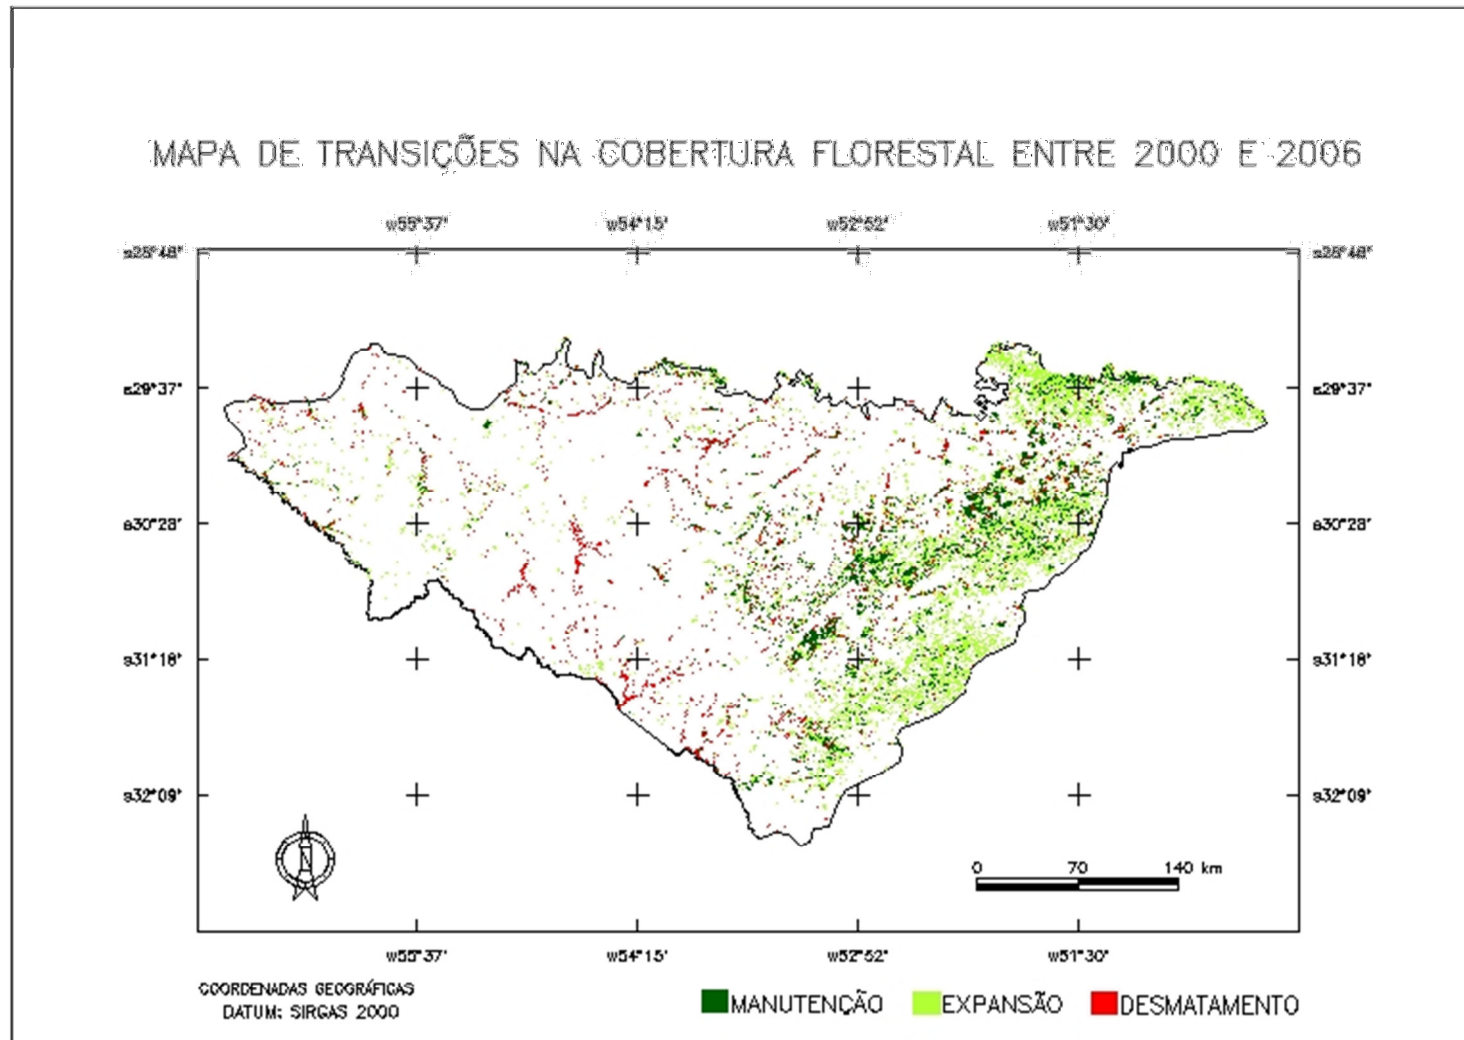 MAPA DE TRANSIÇÕES NA COBERTURA FLORESTAL ENTRE 2000 E 2006
w55°37' w54°15' w52°52' w51°30'
s28°46' s28°46'
s29°37' s29°37'
s30°28' s30°28'
s31°18' s31°18'
s32°09' s32°09'
N
0 70 140 km
w55°37' w54°15' w52°52' w51°30'
COORDENADAS GEOGRÁFICAS
DATUM: SIRGAS 2000
MANUTENÇÃO EXPANSÃO DESMATAMENTO